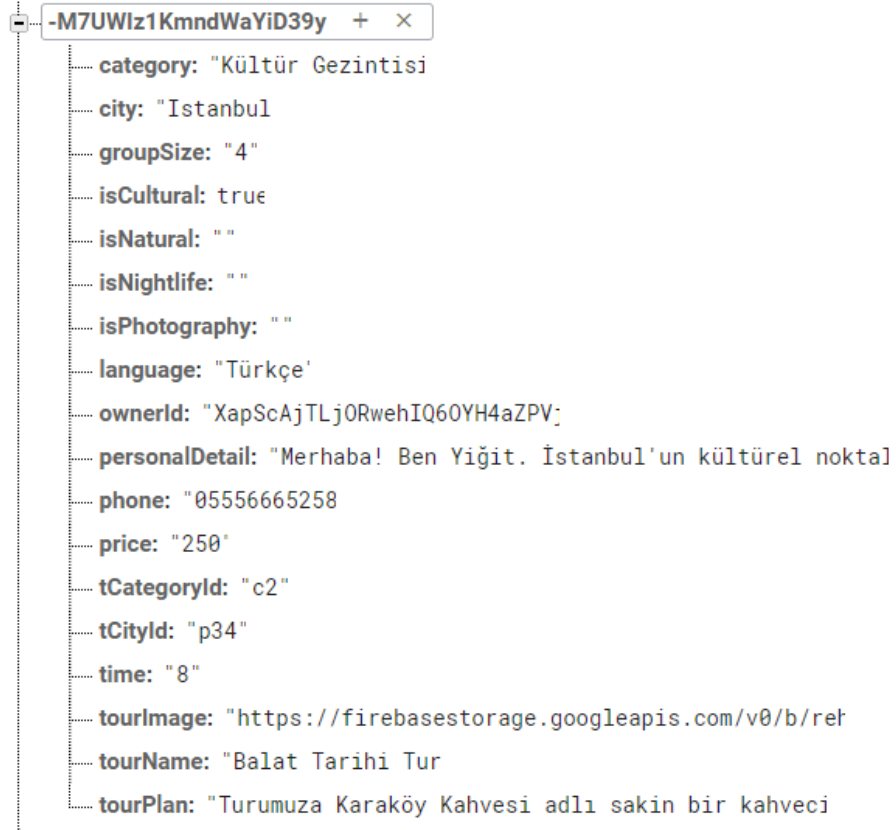 -M7UWIz1KmndWaYiD39y + ×
category: "Kültür Gezintisi
city: "Istanbul
groupSize: "4"
isCultural: true
isNatural: ""
isNightlife: ""
isPhotography: ""
language: "Türkçe'
ownerId: "XapScAjTLjORwehIQ6OYH4aZPVj
personalDetail: "Merhaba! Ben Yiğit. İstanbul'un kültürel noktal
phone: "05556665258
price: "250'
tCategoryId: "c2"
tCityId: "p34"
time: "8"
tourImage: "https://firebasestorage.googleapis.com/v0/b/reh
tourName: "Balat Tarihi Tur
tourPlan: "Turumuza Karaköy Kahvesi adlı sakin bir kahveci